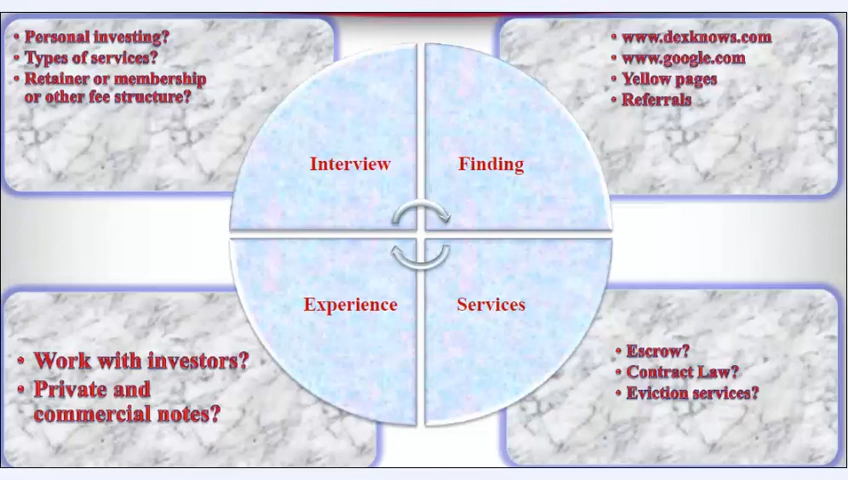 • Personal investing?
• Types of services?
• Retainer or membership
or other fee structure?
• www.dexknows.com
• www.google.com
• Yellow pages
• Referrals
Interview
Finding
Experience
Services
• Work with investors?
• Private and
commercial notes?
• Escrow?
• Contract Law?
• Eviction services?